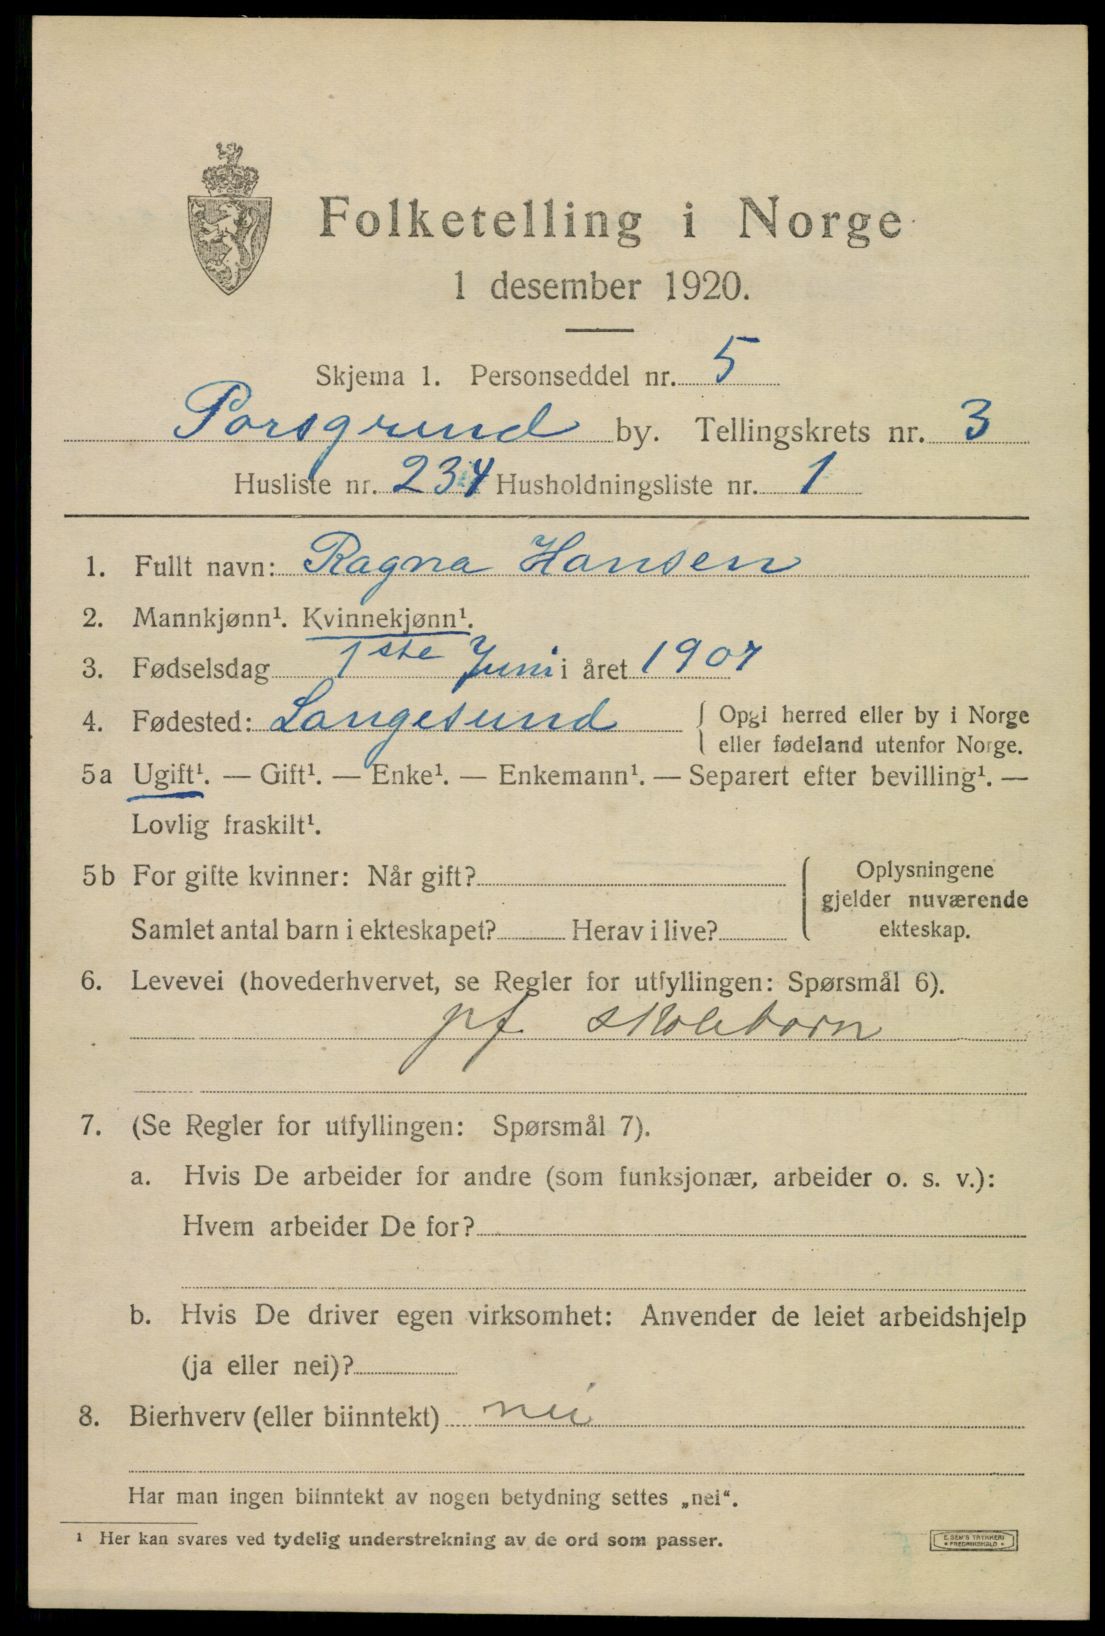 Folketelling i Norge
1 desember 1920.
Skjema 1. Personseddel nr. 5
Porsgrund by. Tellingskrets nr. 3
Husliste nr. 234 Husholdningsliste nr. 1
1. Fullt navn: Ragna Hansen
2. Mannkjønn¹. Kvinnekjønn¹.
3. Fødselsdag 1ste Juni i året 1907
4. Fødested: Langesund { Opgi herred eller by i Norge
eller fødeland utenfor Norge.
5a Ugift¹. — Gift¹. — Enke¹. — Enkemann¹. — Separert efter bevilling¹. —
Lovlig fraskilt¹.
5b For gifte kvinner: Når gift? { Oplysningene
gjelder nuværende
Samlet antal barn i ekteskapet? Herav i live? ekteskap.
6. Levevei (hovederhvervet, se Regler for utfyllingen: Spørsmål 6).
pf skolebarn
7. (Se Regler for utfyllingen: Spørsmål 7).
a. Hvis De arbeider for andre (som funksjonær, arbeider o. s. v.):
Hvem arbeider De for?
b. Hvis De driver egen virksomhet: Anvender de leiet arbeidshjelp
(ja eller nei)?
8. Bierhverv (eller biinntekt) nei
Har man ingen biinntekt av nogen betydning settes „nei“.
¹ Her kan svares ved tydelig understrekning av de ord som passer.
E. SEM'S TRYKKERI
• FREDRIKSHALD •